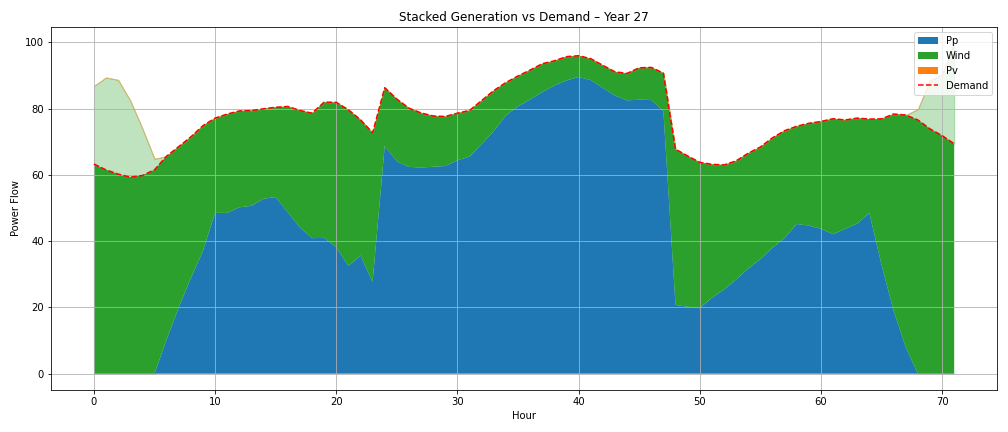 Stacked Generation vs Demand – Year 27
Power Flow
100
80
60
40
20
0
Pp
Wind
Pv
Demand
0 10 20 30 40 50 60 70
Hour